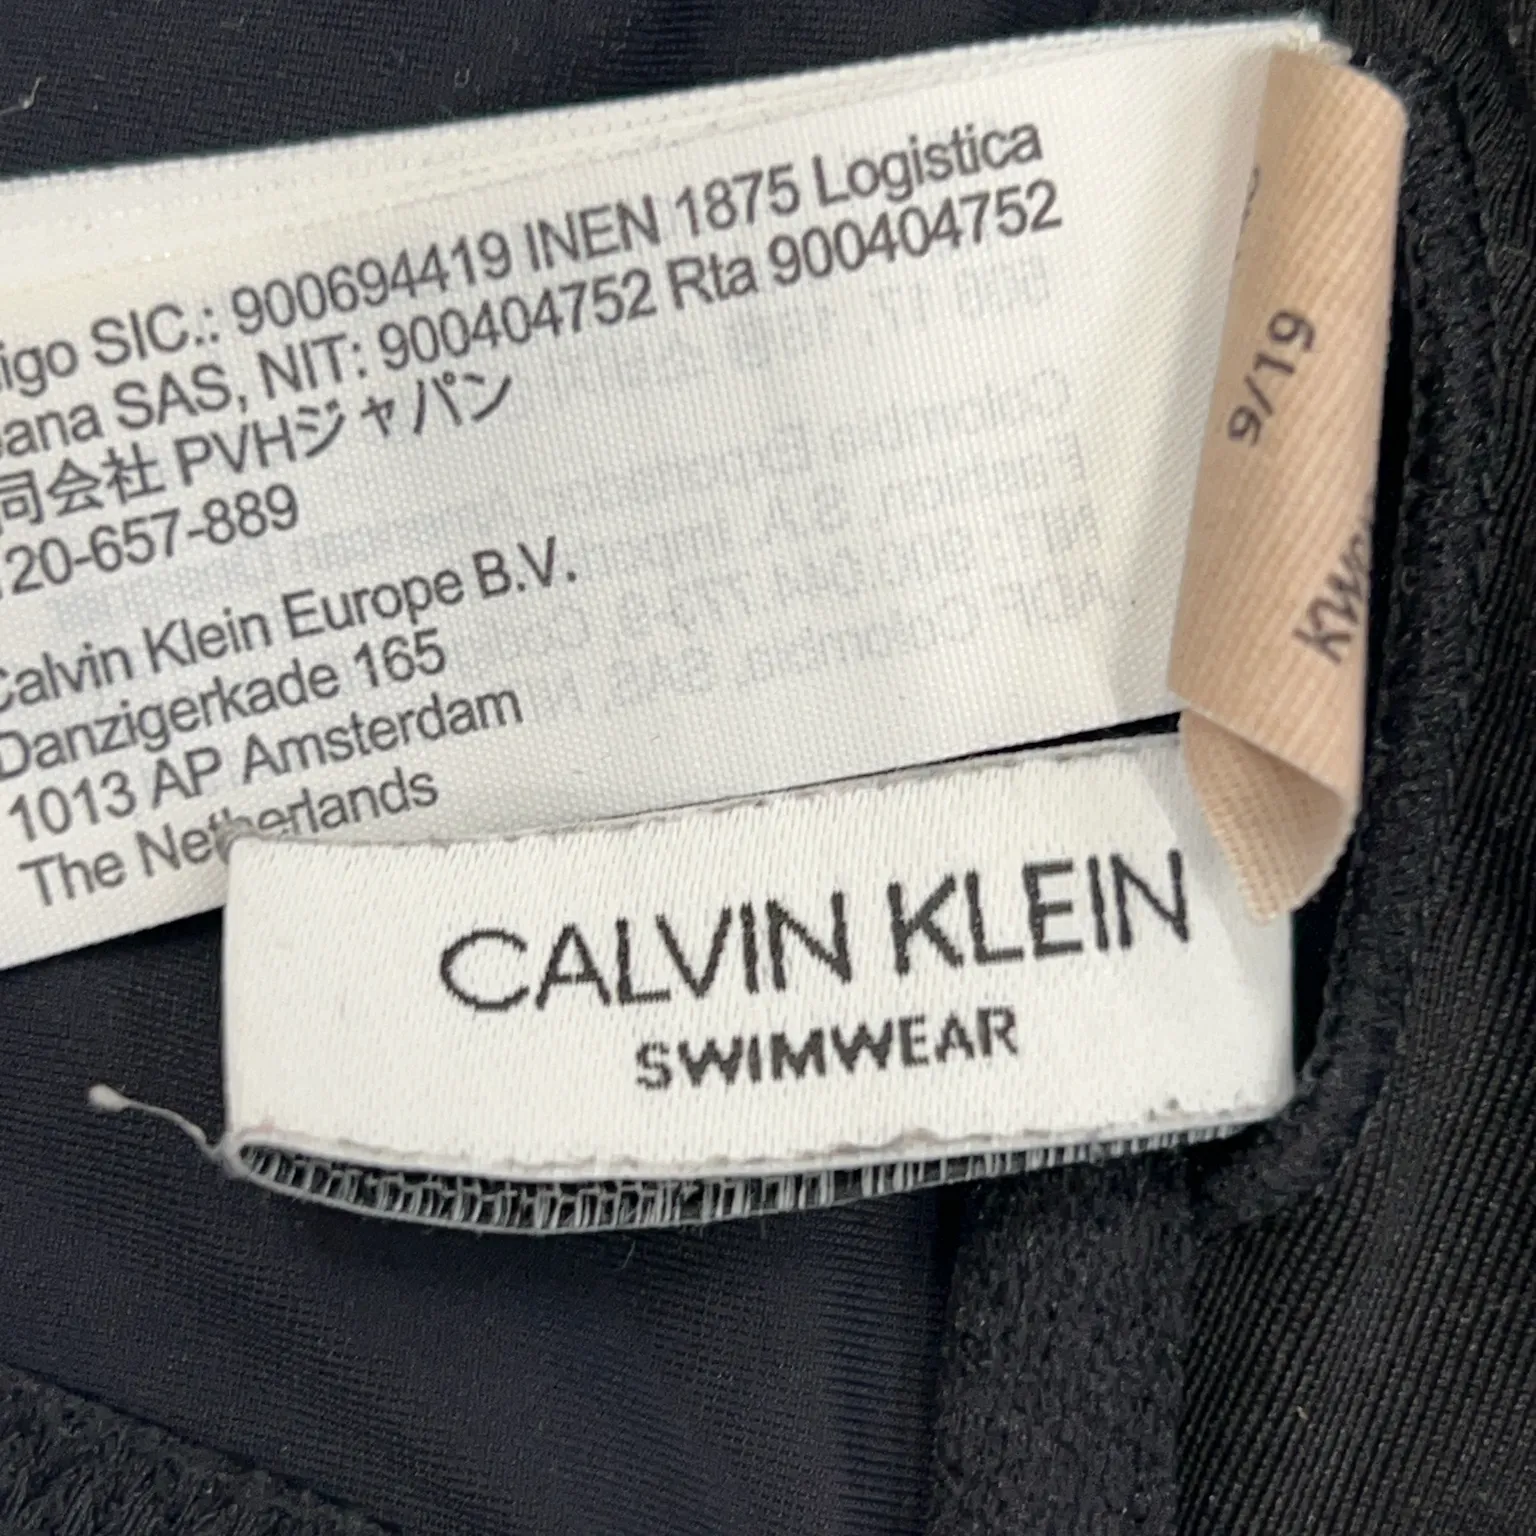 igo SIC.: 900694419 INEN 1875 Logistica
ana SAS, NIT: 900404752 Rta 900404752
同会社 PVHジャパン
120-657-889
Calvin Klein Europe B.V.
Danzigerkade 165
1013 AP Amsterdam
The Netherlands
CALVIN KLEIN
SWIMWEAR
9/19